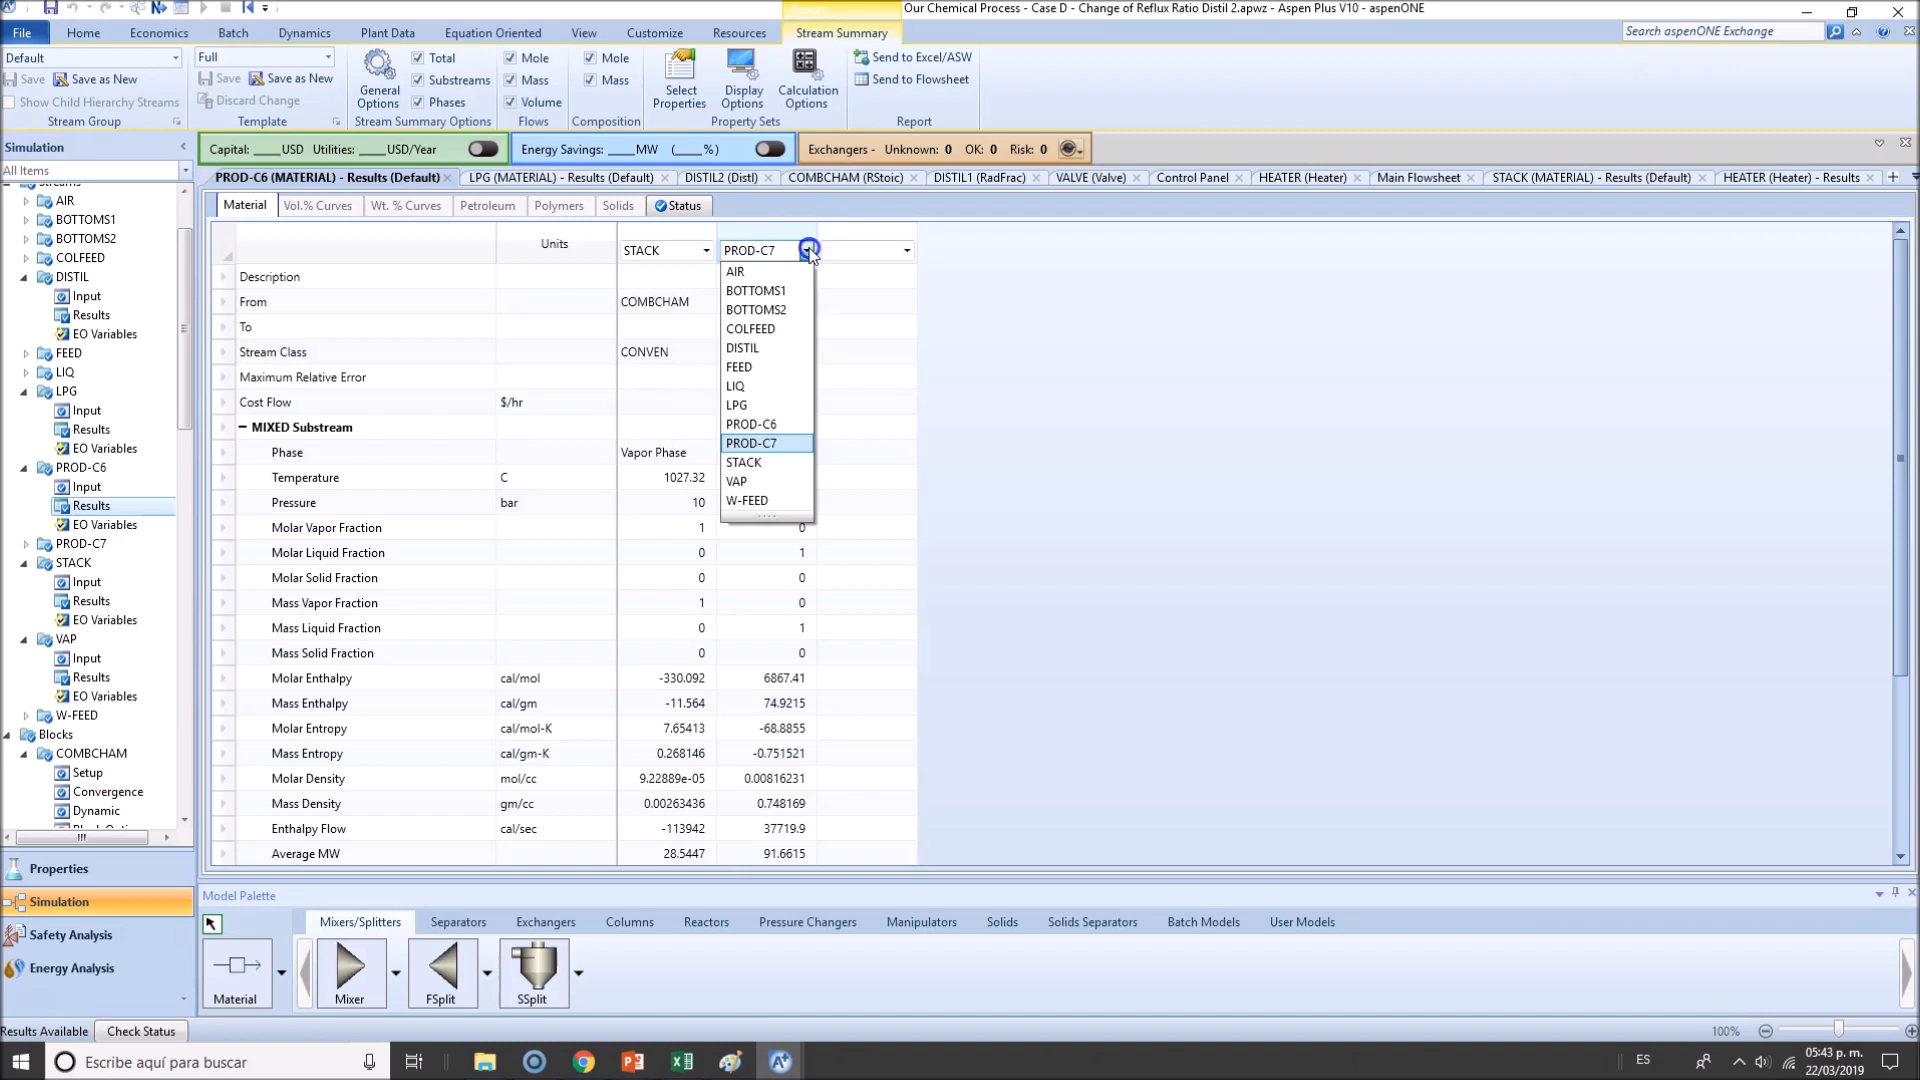 Our Chemical Process - Case D - Change of Reflux Ratio Distil 2.apwz - Aspen Plus V10 - aspenONE
File Home Economics Batch Dynamics Plant Data Equation Oriented View Customize Resources Stream Summary Search aspenONE Exchange
Default Full Total Mole Mole Send to Excel/ASW
Save Save as New Save Save as New Substreams Mass Mass Send to Flowsheet
Show Child Hierarchy Streams Discard Change General Options Phases Volume Select Properties Display Options Calculation Options
Stream Group Template Stream Summary Options Flows Composition Property Sets Report
Simulation Capital: ____USD Utilities: ____USD/Year Energy Savings: ____MW (____%) Exchangers - Unknown: 0 OK: 0 Risk: 0
All Items PROD-C6 (MATERIAL) - Results (Default) LPG (MATERIAL) - Results (Default) DISTIL2 (Distl) COMBCHAM (RStoic) DISTIL1 (RadFrac) VALVE (Valve) Control Panel HEATER (Heater) Main Flowsheet STACK (MATERIAL) - Results (Default) HEATER (Heater) - Results
Material Vol.% Curves Wt. % Curves Petroleum Polymers Solids Status
Streams
AIR
BOTTOMS1
BOTTOMS2
COLFEED
DISTIL
Input
Results
EO Variables
FEED
LIQ
LPG
Input
Results
EO Variables
PROD-C6
Input
Results
EO Variables
PROD-C7
STACK
Input
Results
EO Variables
VAP
Input
Results
EO Variables
W-FEED
Blocks
COMBCHAM
Setup
Convergence
Dynamic
Properties
Simulation
Safety Analysis
Energy Analysis
Units STACK PROD-C7
Description
From COMBCHAM
To
Stream Class CONVEN
Maximum Relative Error
Cost Flow $/hr
MIXED Substream
Phase Vapor Phase
Temperature C 1027.32
Pressure bar 10
Molar Vapor Fraction 1 0
Molar Liquid Fraction 0 1
Molar Solid Fraction 0 0
Mass Vapor Fraction 1 0
Mass Liquid Fraction 0 1
Mass Solid Fraction 0 0
Molar Enthalpy cal/mol -330.092 6867.41
Mass Enthalpy cal/gm -11.564 74.9215
Molar Entropy cal/mol-K 7.65413 -68.8855
Mass Entropy cal/gm-K 0.268146 -0.751521
Molar Density mol/cc 9.22889e-05 0.00816231
Mass Density gm/cc 0.00263436 0.748169
Enthalpy Flow cal/sec -113942 37719.9
Average MW 28.5447 91.6615
AIR
BOTTOMS1
BOTTOMS2
COLFEED
DISTIL
FEED
LIQ
LPG
PROD-C6
PROD-C7
STACK
VAP
W-FEED
Model Palette
Mixers/Splitters Separators Exchangers Columns Reactors Pressure Changers Manipulators Solids Solids Separators Batch Models User Models
Material Mixer FSplit SSplit
Results Available Check Status 100%
Escribe aquí para buscar ES 05:43 p. m.
22/03/2019